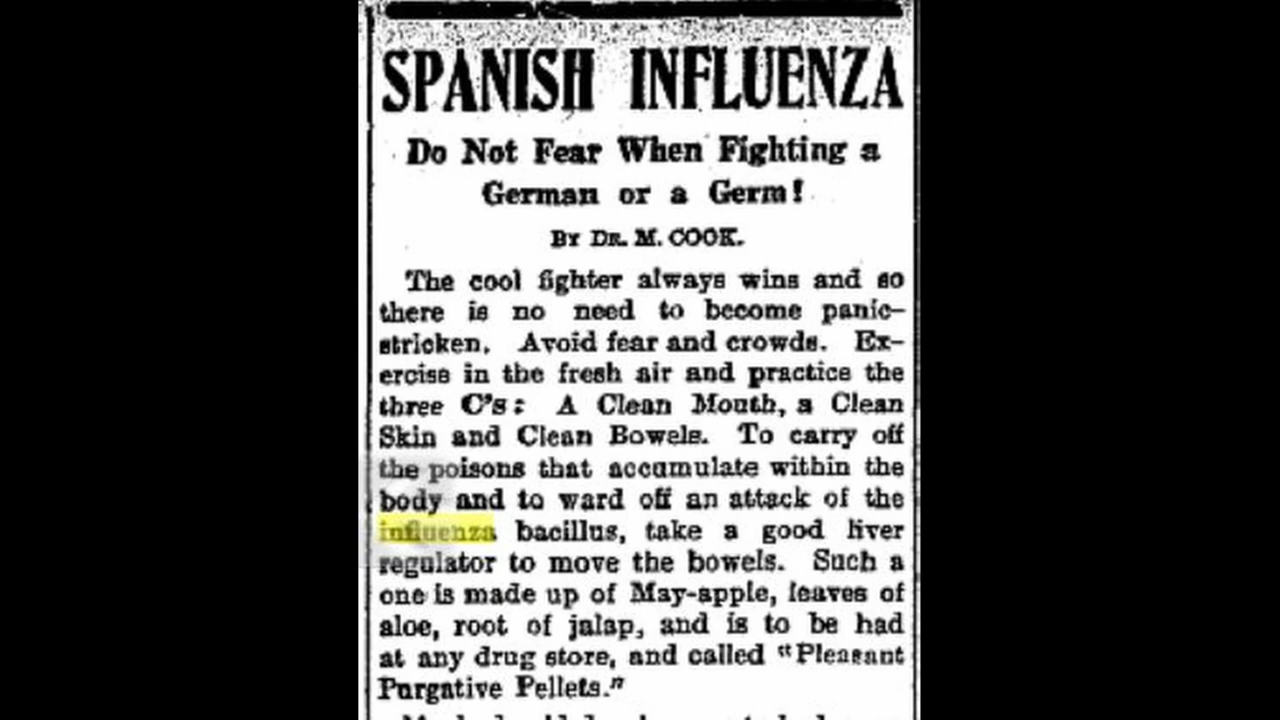 SPANISH INFLUENZA
Do Not Fear When Fighting a
German or a Germ!
BY DR. M. COOK.
The cool fighter always wins and so
there is no need to become panic-
stricken. Avoid fear and crowds. Ex-
ercise in the fresh air and practice the
three C's: A Clean Mouth, a Clean
Skin and Clean Bowels. To carry off
the poisons that accumulate within the
body and to ward off an attack of the
influenza bacillus, take a good liver
regulator to move the bowels. Such a
one is made up of May-apple, leaves of
aloe, root of jalap, and is to be had
at any drug store, and called "Pleasant
Purgative Pellets."